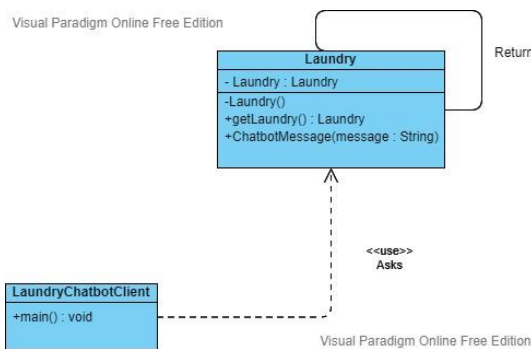 Visual Paradigm Online Free Edition
Laundry
- Laundry : Laundry
-Laundry()
+getLaundry() : Laundry
+ChatbotMessage(message : String)
Return
<<use>>
Asks
LaundryChatbotClient
+main() : void
Visual Paradigm Online Free Edition